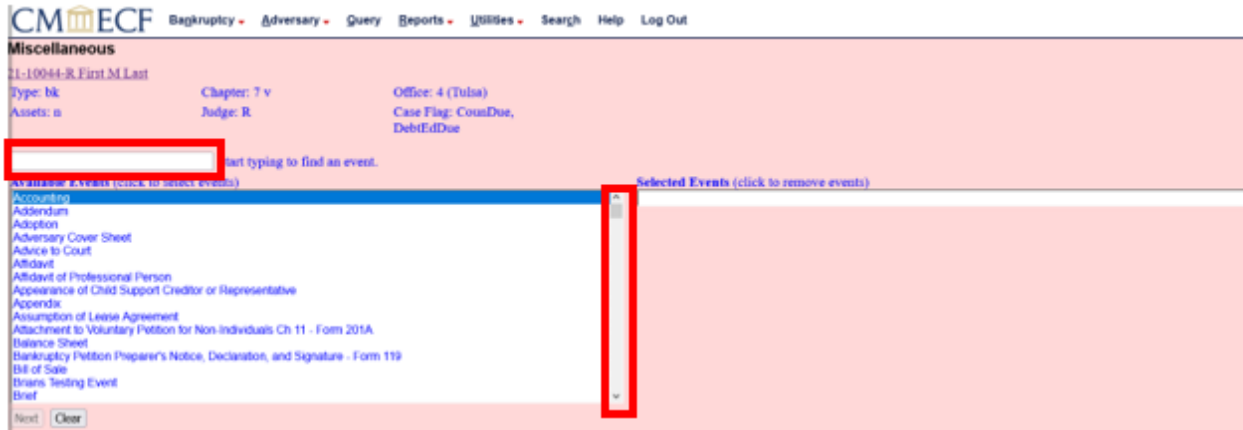 CM ECF Bankruptcy Adversary Query Reports Utilities Search Help Log Out
Miscellaneous
21-10044-R First M Last
Type: bk Chapter: 7 v Office: 4 (Tulsa)
Assets: n Judge: R Case Flag: CounDue,
DebtEdDue
tart typing to find an event.
Available Events (click to select events) Selected Events (click to remove events)
Accounting
Addendum
Adoption
Adversary Cover Sheet
Advice to Court
Affidavit
Affidavit of Professional Person
Appearance of Child Support Creditor or Representative
Appendix
Assumption of Lease Agreement
Attachment to Voluntary Petition for Non-Individuals Ch 11 - Form 201A
Balance Sheet
Bankruptcy Petition Preparer's Notice, Declaration, and Signature - Form 119
Bill of Sale
Brians Testing Event
Brief
Next Clear